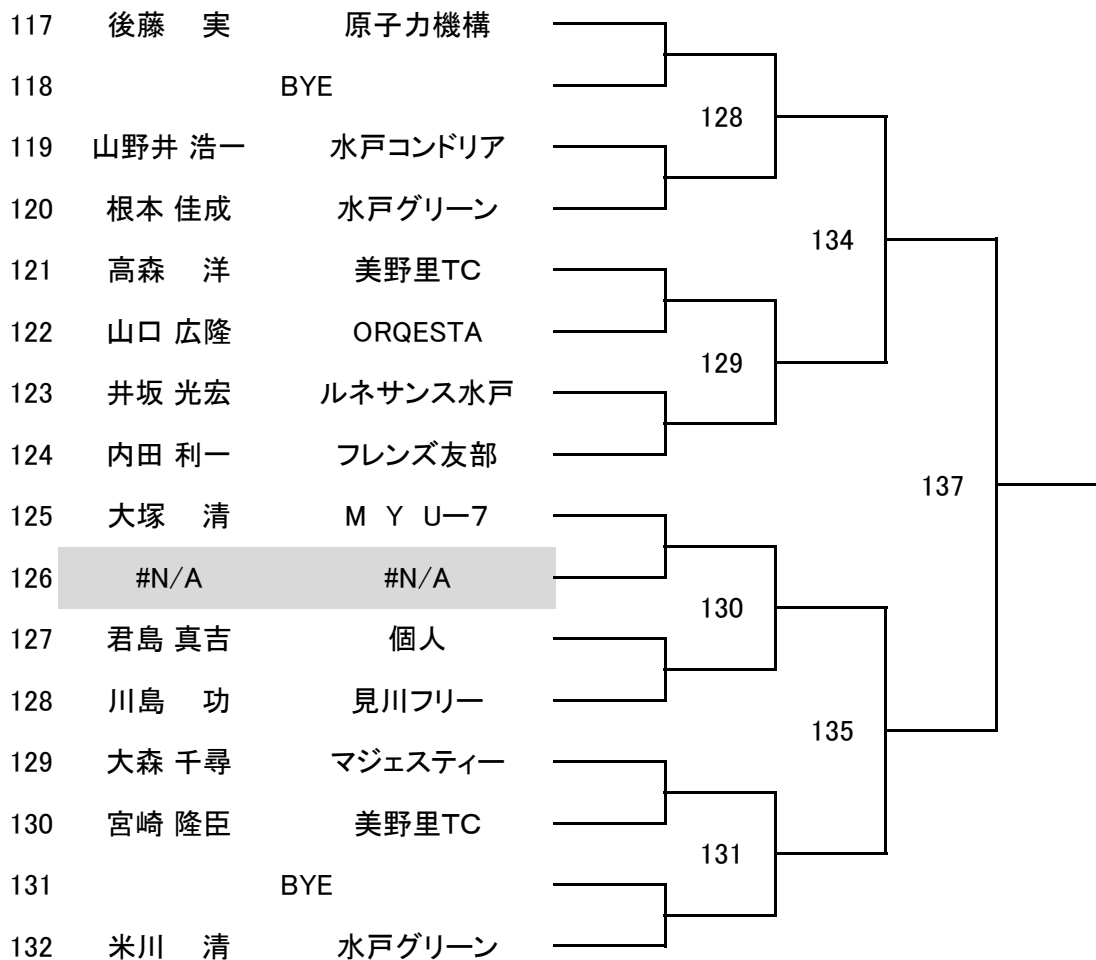 117 後藤　実 原子力機構
118 BYE
128
119 山野井 浩一 水戸コンドリア
120 根本 佳成 水戸グリーン
134
121 高森　洋 美野里TC
122 山口 広隆 ORQESTA
129
123 井坂 光宏 ルネサンス水戸
124 内田 利一 フレンズ友部
137
125 大塚　清 M Y U－7
126 #N/A #N/A
130
127 君島 真吉 個人
128 川島　功 見川フリー
135
129 大森 千尋 マジェスティー
130 宮崎 隆臣 美野里TC
131
131 BYE
132 米川　清 水戸グリーン